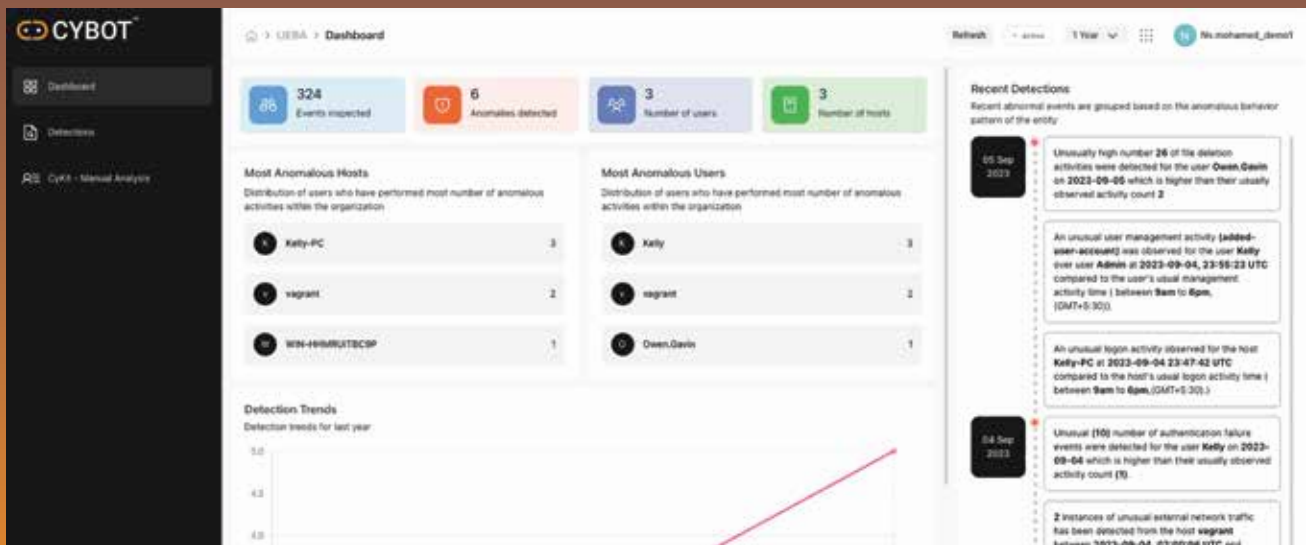 CYBOT
UEBA > Dashboard
Refresh
active
1 Year
Ns.mohamed_demo1
Dashboard
Detections
CyKit - Manual Analysis
324
Events inspected
6
Anomalies detected
3
Number of users
3
Number of hosts
Most Anomalous Hosts
Distribution of users who have performed most number of anomalous
activities within the organization
K Kelly-PC 3
v vagrant 2
W 1
Most Anomalous Users
Distribution of users who have performed most number of anomalous
activities within the organization
K Kelly 3
v vagrant 2
O Owen.Gavin 1
Detection Trends
Detection trends for last year
5.0
4.5
4.0
Recent Detections
Recent abnormal events are grouped based on the anomalous behavior
pattern of the entity
05 Sep
2023
Unusually high number 26 of file deletion
activities were detected for the user Owen.Gavin
on 2023-09-05 which is higher than their usually
observed activity count 2
An unusual user management activity (added-
user-account) was observed for the user Kelly
over user Admin at 2023-09-04, 23:55:23 UTC
compared to the user's usual management
activity time ( between 9am to 6pm,
(GMT+5:30)).
An unusual logon activity observed for the host
Kelly-PC at 2023-09-04 23:47:42 UTC
compared to the host's usual logon activity time (
between 9am to 6pm,(GMT+5:30).)
04 Sep
2023
Unusual (10) number of authentication failure
events were detected for the user Kelly on 2023-
09-04 which is higher than their usually observed
activity count (1).
2 instances of unusual external network traffic
has been detected from the host vagrant
between 2023-09-04, UTC and